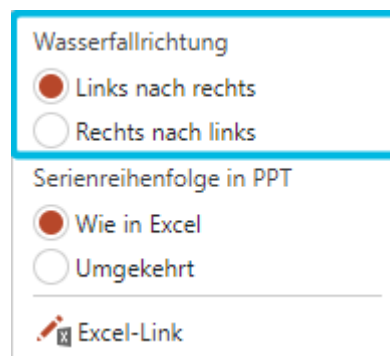 Wasserfallrichtung
Links nach rechts
Rechts nach links
Serienreihenfolge in PPT
Wie in Excel
Umgekehrt
Excel-Link